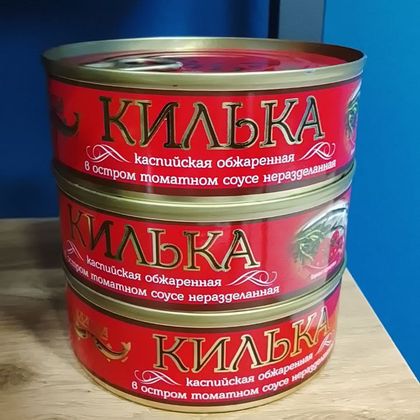 КИЛЬКА
каспийская обжаренная
в остром томатном соусе неразделанная
КИЛЬКА
каспийская обжаренная
остром томатном соусе неразделанная
КИЛЬКА
каспийская обжаренная
в остром томатном соусе неразделанная